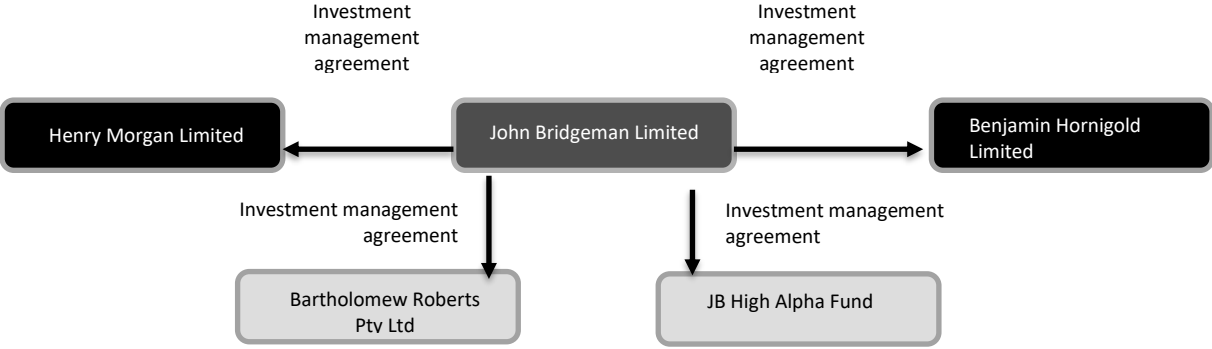 Investment
management
agreement
Investment
management
agreement
Henry Morgan Limited
John Bridgeman Limited
Benjamin Hornigold
Limited
Investment management
agreement
Investment management
agreement
Bartholomew Roberts
Pty Ltd
JB High Alpha Fund